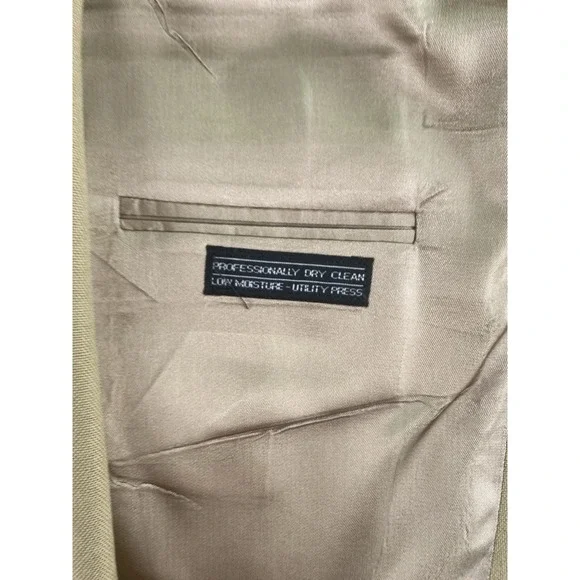 PROFESSIONALLY DRY CLEAN
LOW MOISTURE - UTILITY PRESS